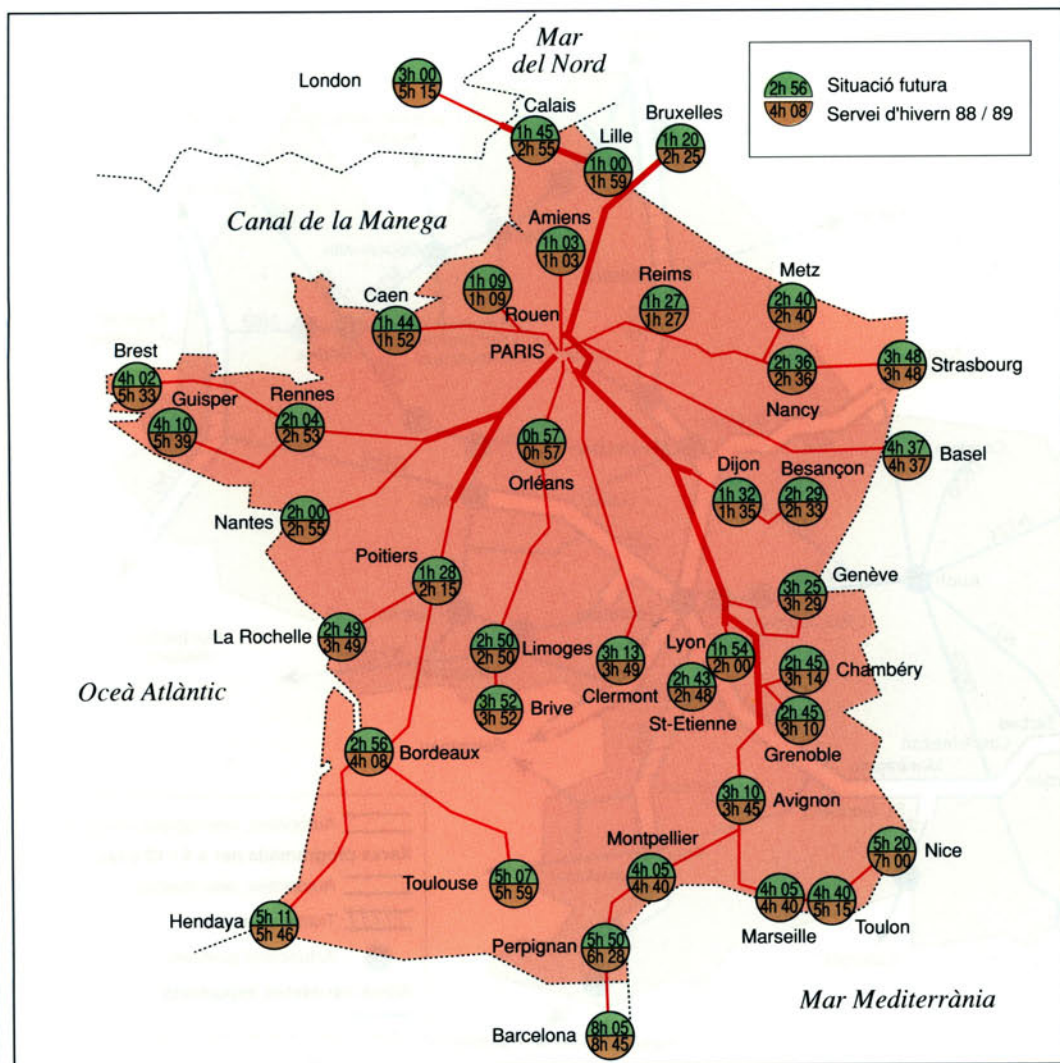 Mar
del Nord
London
3h 00
5h 15
2h 56
Situació futura
4h 08
Servei d'hivern 88 / 89
Calais
1h 45
2h 55
Lille
1h 00
1h 59
Bruxelles
1h 20
2h 25
Canal de la Mànega
Amiens
1h 03
1h 03
Reims
1h 27
1h 27
Metz
2h 40
2h 40
Caen
1h 44
1h 52
1h 09
1h 09
Rouen
PARIS
Brest
4h 02
5h 33
Guisper
4h 10
5h 39
Rennes
2h 04
2h 53
2h 36
2h 36
Nancy
3h 48
3h 48
Strasbourg
0h 57
0h 57
Orléans
4h 37
4h 37
Basel
Dijon
1h 32
1h 35
Besançon
2h 29
2h 33
Nantes
2h 00
2h 55
Poitiers
1h 28
2h 15
Genève
3h 25
3h 29
La Rochelle
2h 49
3h 49
2h 50
2h 50
Limoges
3h 13
3h 49
Clermont
Lyon
1h 54
2h 00
2h 43
2h 48
St-Etienne
2h 45
3h 14
Chambéry
Oceà Atlàntic
3h 52
3h 52
Brive
2h 45
3h 10
Grenoble
2h 56
4h 08
Bordeaux
3h 10
3h 45
Avignon
Montpellier
4h 05
4h 40
5h 20
7h 00
Nice
Toulouse
5h 07
5h 59
4h 05
4h 40
Marseille
4h 40
5h 15
Toulon
Hendaya
5h 11
5h 46
Perpignan
5h 50
6h 28
Mar Mediterrània
Barcelona
8h 05
8h 45